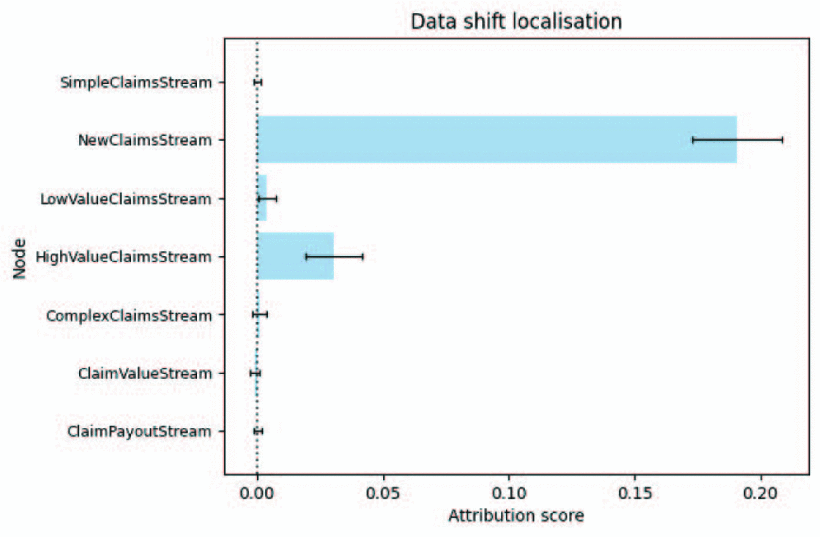 Data shift localisation
SimpleClaimsStream
NewClaimsStream
LowValueClaimsStream
HighValueClaimsStream
ComplexClaimsStream
ClaimValueStream
ClaimPayoutStream
Node
0.00 0.05 0.10 0.15 0.20
Attribution score